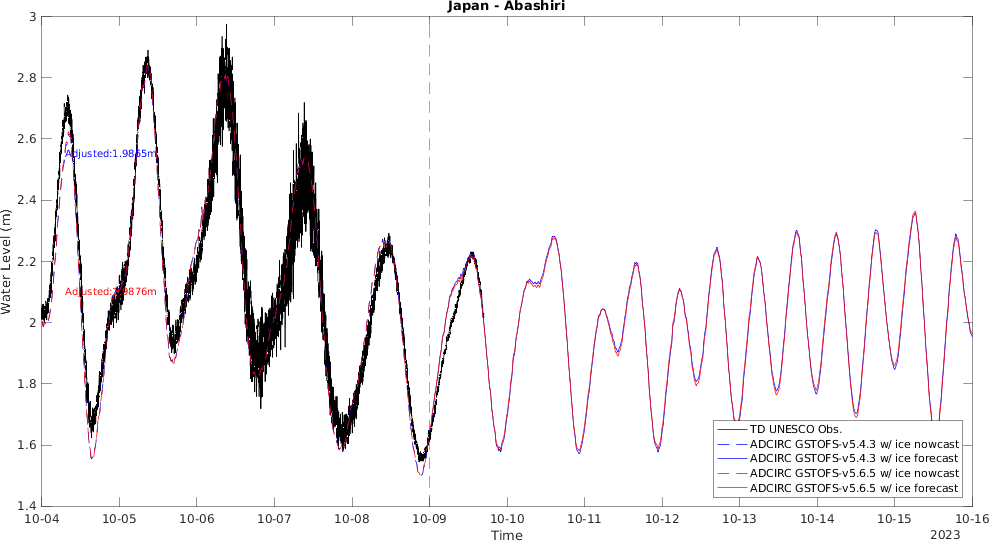 Japan - Abashiri
3
2.8
2.6
2.4
2.2
2
1.8
1.6
1.4
Water Level (m)
Adjusted:1.9865m
Adjusted:1.9876m
TD UNESCO Obs.
ADCIRC GSTOFS-v5.4.3 w/ ice nowcast
ADCIRC GSTOFS-v5.4.3 w/ ice forecast
ADCIRC GSTOFS-v5.6.5 w/ ice nowcast
ADCIRC GSTOFS-v5.6.5 w/ ice forecast
10-04 10-05 10-06 10-07 10-08 10-09 10-10 10-11 10-12 10-13 10-14 10-15 10-16
Time
2023